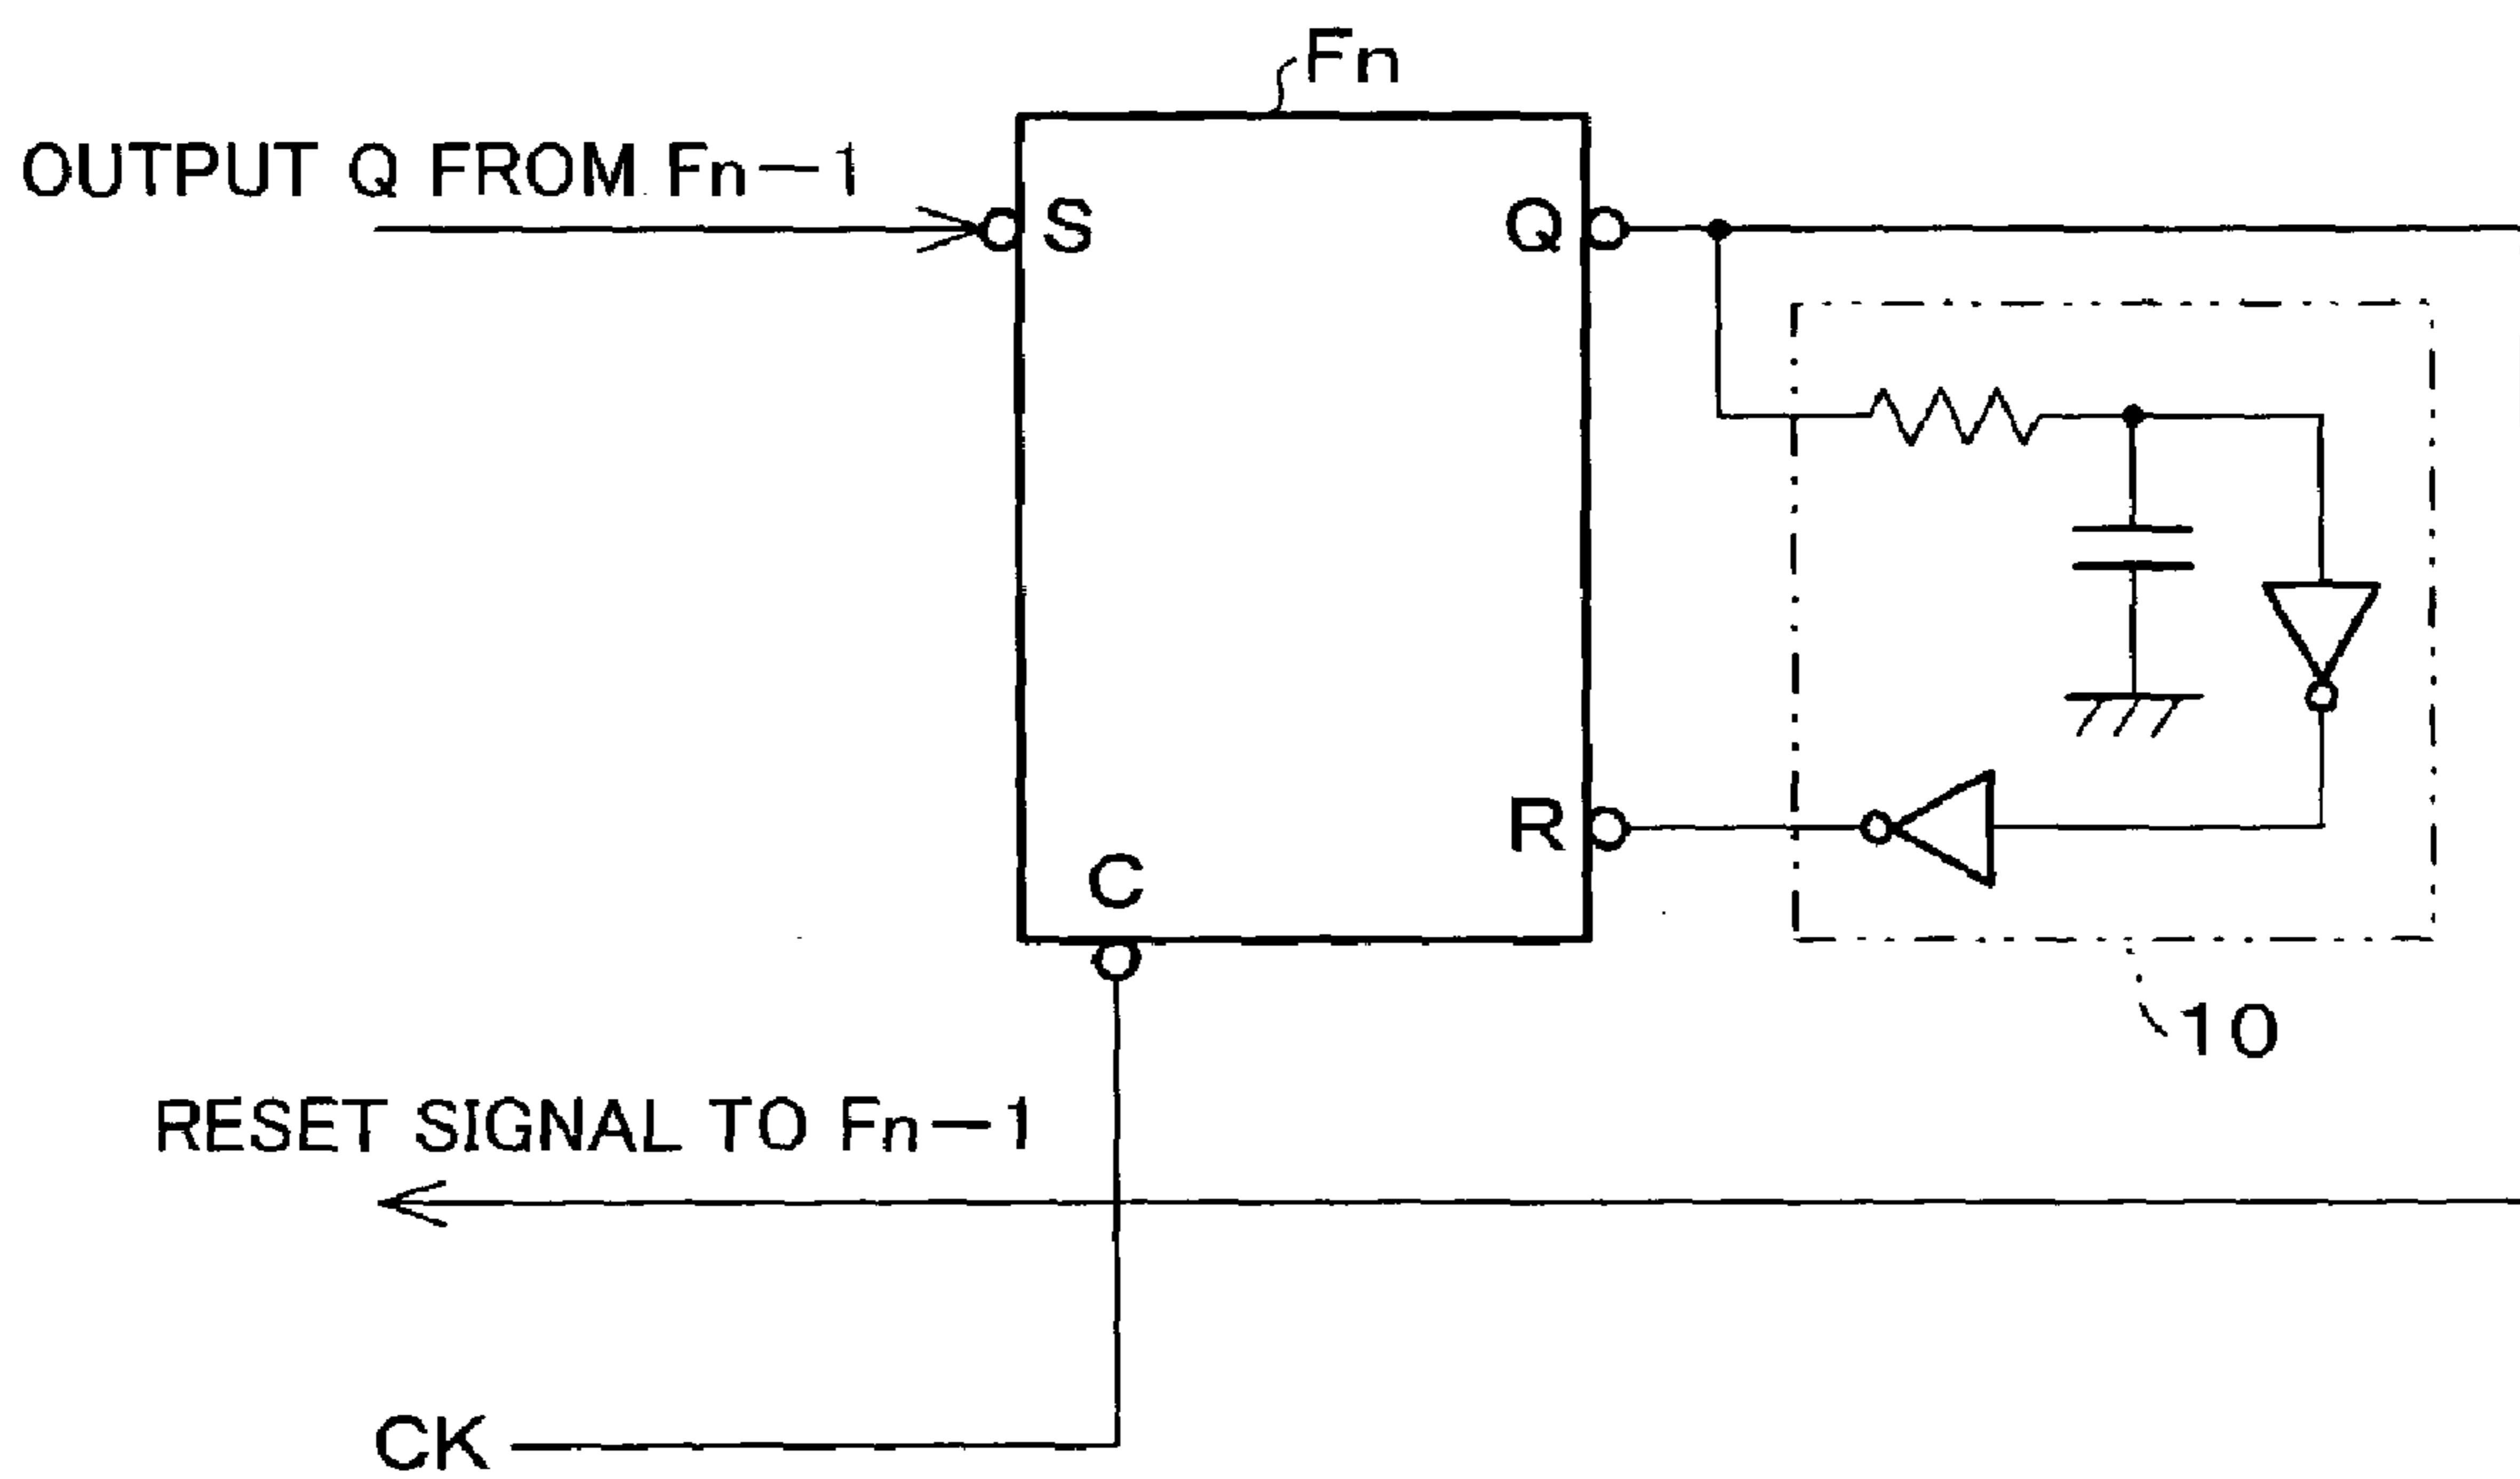 Fn
OUTPUT Q FROM Fn—1
S
Q
R
C
10
RESET SIGNAL TO Fn—1
CK